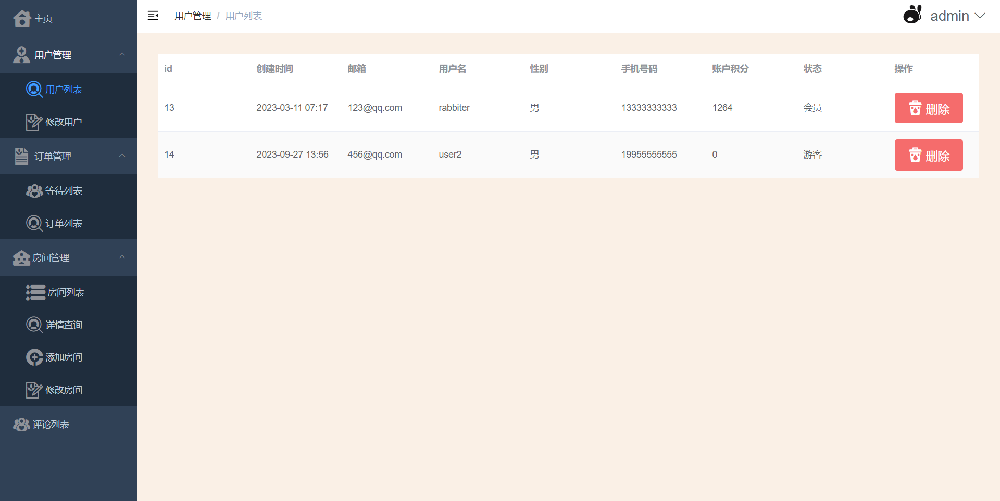 主页
用户管理
用户列表
修改用户
订单管理
等待列表
订单列表
房间管理
房间列表
详情查询
添加房间
修改房间
评论列表
用户管理 / 用户列表
admin
id 创建时间 邮箱 用户名 性别 手机号码 账户积分 状态 操作
13 2023-03-11 07:17 123@qq.com rabbiter 男 13333333333 1264 会员 删除
14 2023-09-27 13:56 456@qq.com user2 男 19955555555 0 游客 删除